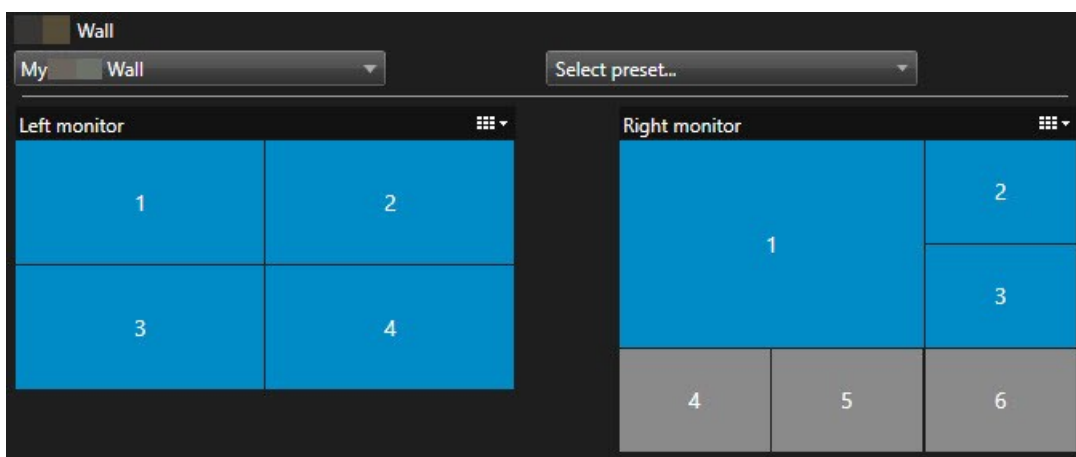 Wall
My Wall
Select preset...
Left monitor
Right monitor
1 2
3 4
1
2
3
4 5 6